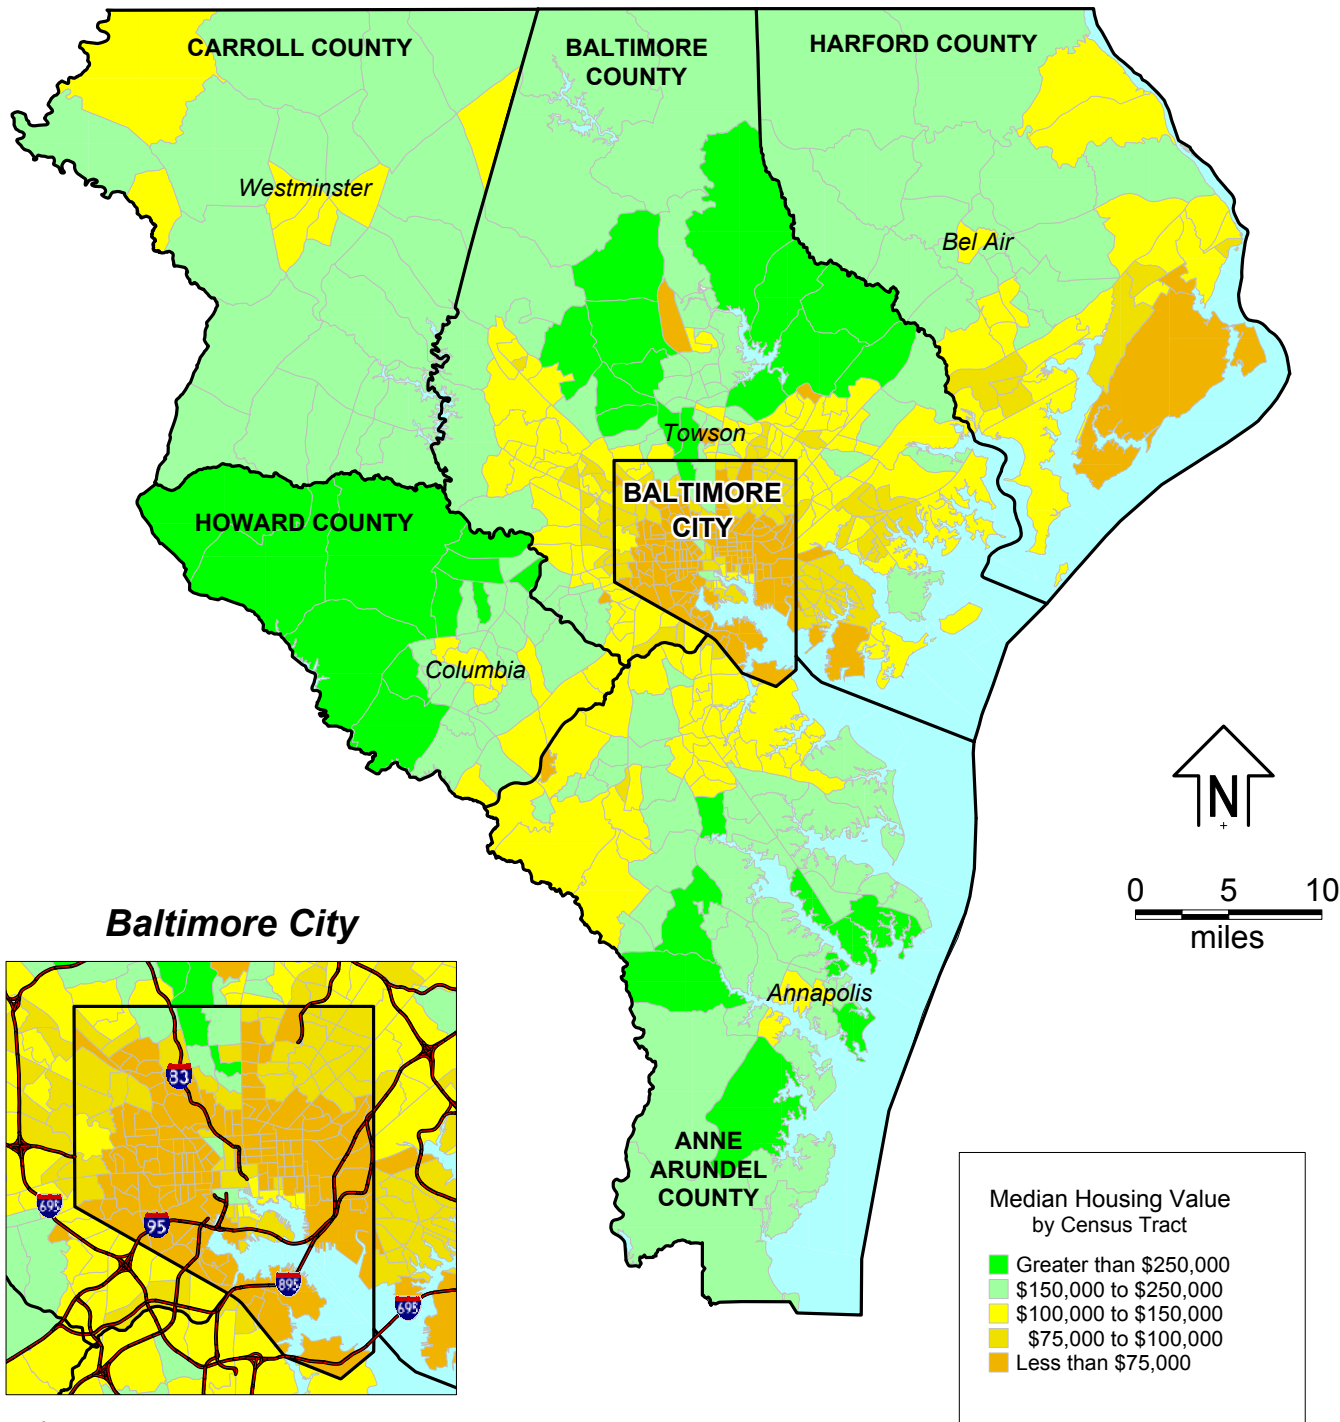 CARROLL COUNTY
BALTIMORE
COUNTY
HARFORD COUNTY
Westminster
Bel Air
Towson
BALTIMORE
CITY
HOWARD COUNTY
Columbia
N
0 5 10
miles
Baltimore City
Annapolis
83
695
95
895
695
ANNE
ARUNDEL
COUNTY
Median Housing Value
by Census Tract
Greater than $250,000
$150,000 to $250,000
$100,000 to $150,000
$75,000 to $100,000
Less than $75,000